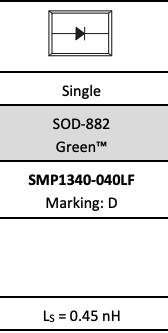 Single
SOD-882
Green™
SMP1340-040LF
Marking: D
Ls = 0.45 nH